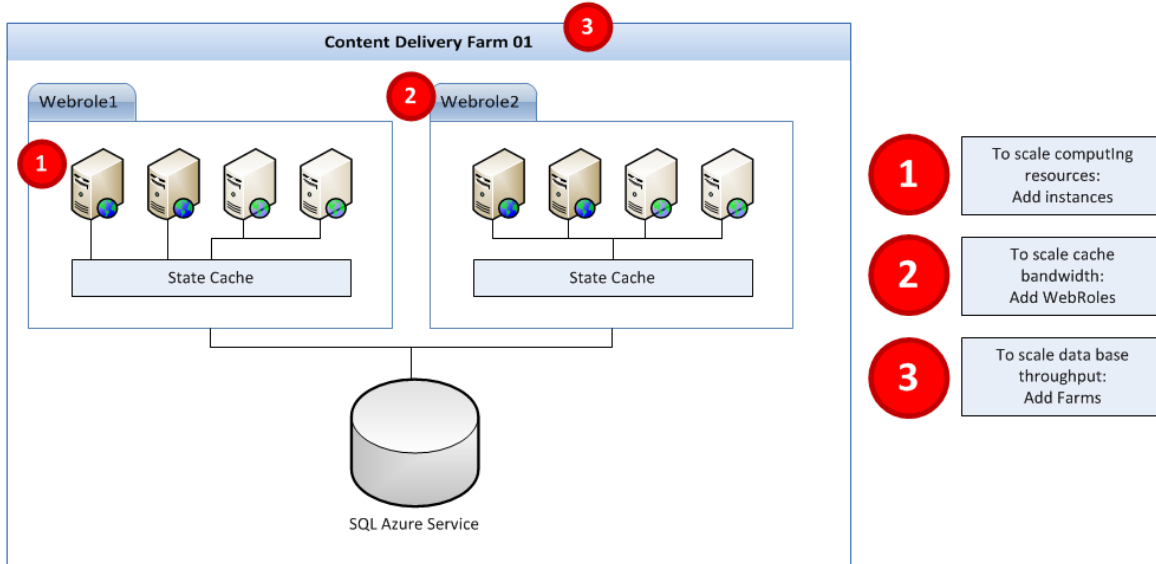 3
Content Delivery Farm 01
Webrole1
2
Webrole2
1
State Cache
State Cache
SQL Azure Service
1
To scale computing
resources:
Add instances
2
To scale cache
bandwidth:
Add WebRoles
3
To scale data base
throughput:
Add Farms